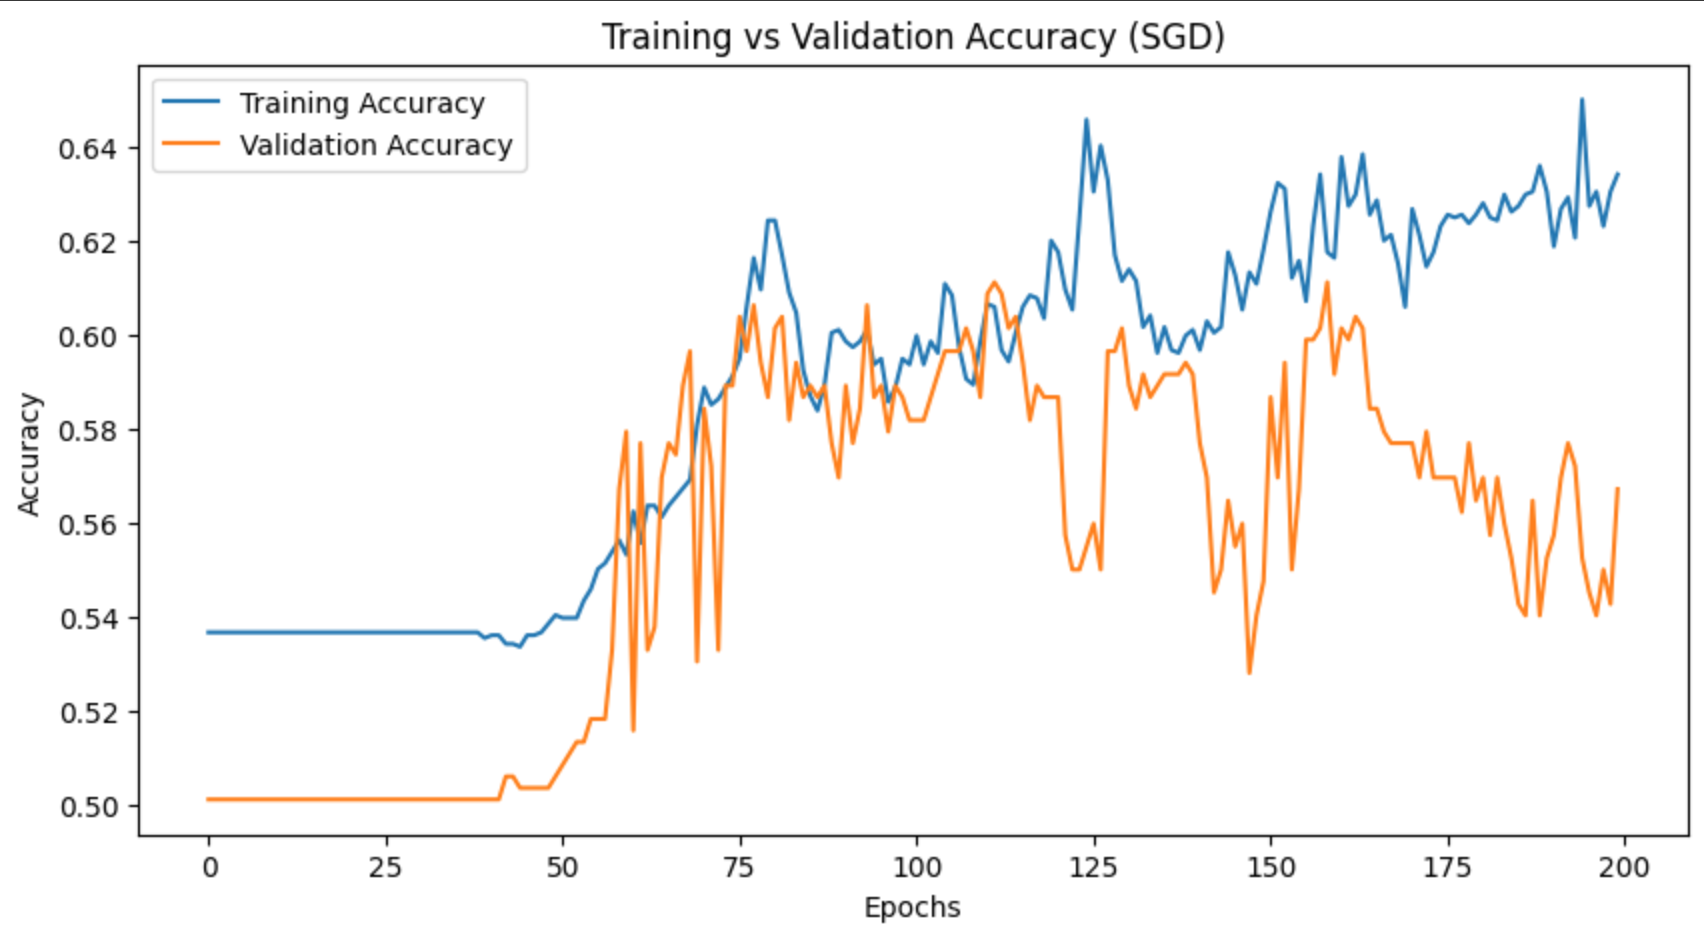 Training vs Validation Accuracy (SGD)
Training Accuracy
Validation Accuracy
0.64
0.62
0.60
0.58
0.56
0.54
0.52
0.50
Accuracy
0 25 50 75 100 125 150 175 200
Epochs